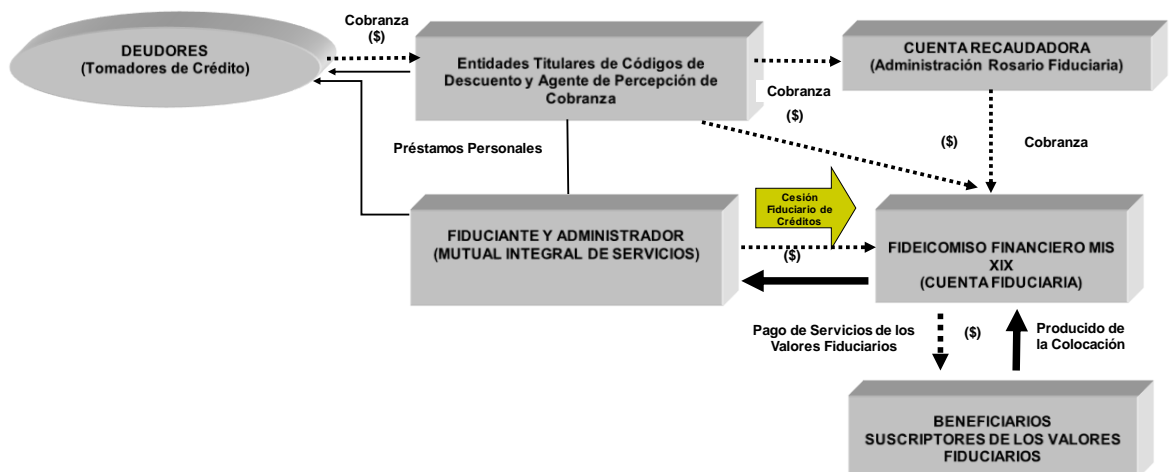 Cobranza
($)
DEUDORES
(Tomadores de Crédito)
Entidades Titulares de Códigos de
Descuento y Agente de Percepción de
Cobranza
CUENTA RECAUDADORA
(Administración Rosario Fiduciaria)
Cobranza
($)
($)
Cobranza
Préstamos Personales
Cesión
Fiduciario de
Créditos
FIDUCIANTE Y ADMINISTRADOR
(MUTUAL INTEGRAL DE SERVICIOS)
($)
FIDEICOMISO FINANCIERO MIS
XIX
(CUENTA FIDUCIARIA)
Pago de Servicios de los
Valores Fiduciarios
($)
Producido de
la Colocación
BENEFICIARIOS
SUSCRIPTORES DE LOS VALORES
FIDUCIARIOS